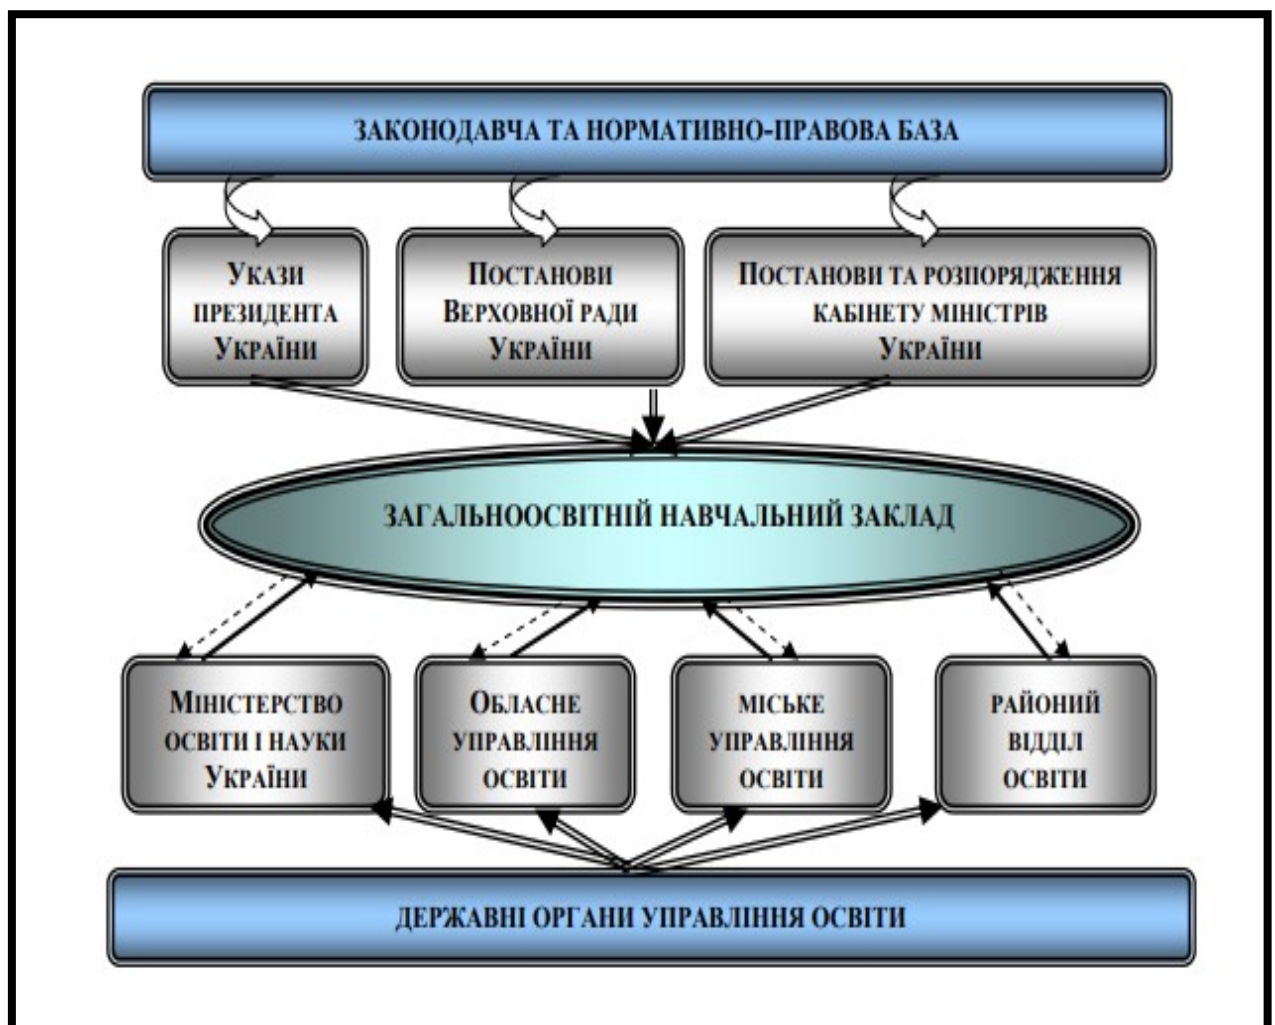 ЗАКОНОДАВЧА ТА НОРМАТИВНО-ПРАВОВА БАЗА
УКАЗИ
ПРЕЗИДЕНТА
УКРАЇНИ
ПОСТАНОВИ
ВЕРХОВНОЇ РАДИ
УКРАЇНИ
ПОСТАНОВИ ТА РОЗПОРЯДЖЕННЯ
КАБІНЕТУ МІНІСТРІВ
УКРАЇНИ
ЗАГАЛЬНООСВІТНІЙ НАВЧАЛЬНИЙ ЗАКЛАД
МІНІСТЕРСТВО
ОСВІТИ І НАУКИ
УКРАЇНИ
ОБЛАСНЕ
УПРАВЛІННЯ
ОСВІТИ
МІСЬКЕ
УПРАВЛІННЯ
ОСВІТИ
РАЙОНИЙ
ВІДДІЛ
ОСВІТИ
ДЕРЖАВНІ ОРГАНИ УПРАВЛІННЯ ОСВІТИ